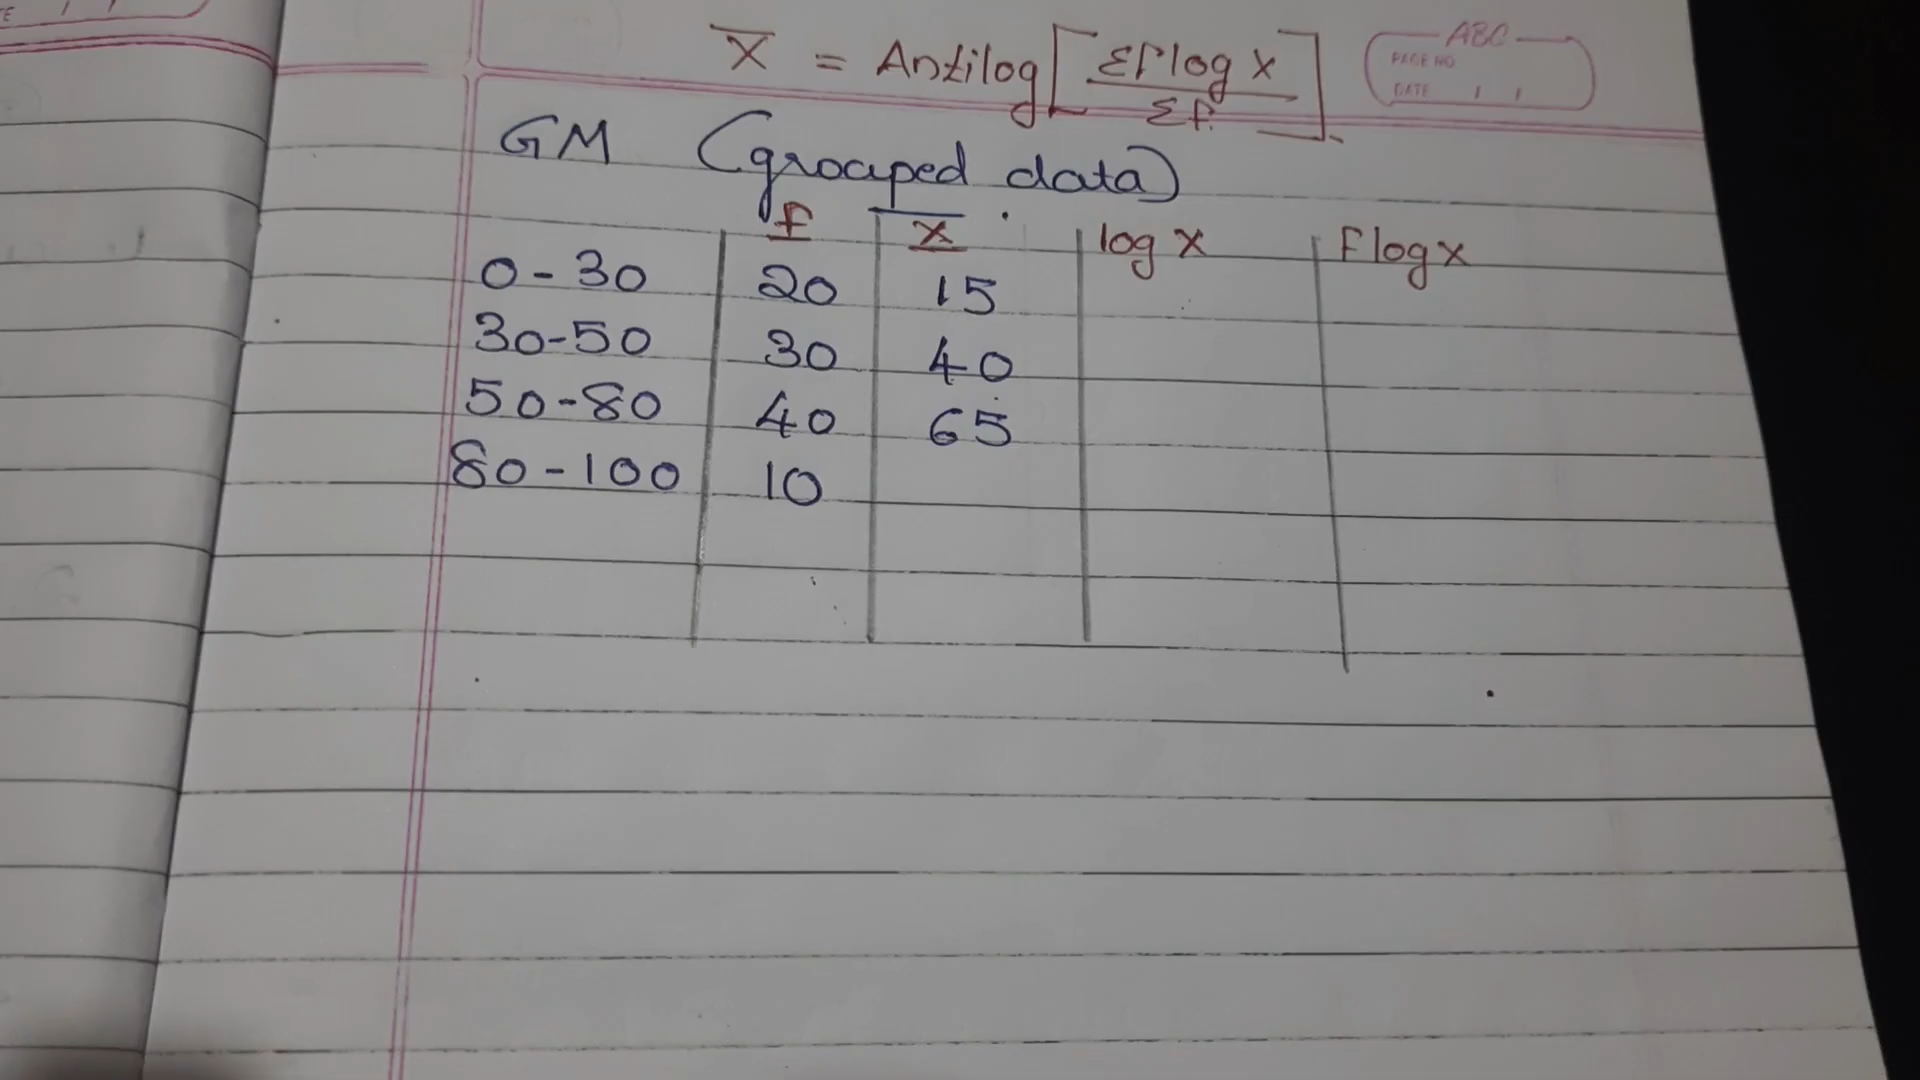 X̅ = Antilog [ Σf log x / Σf. ]
ABC
PAGE NO
DATE / /
GM (grouped data)
f x log x F log x
0-30 20 15
30-50 30 40
50-80 40 65
80-100 10